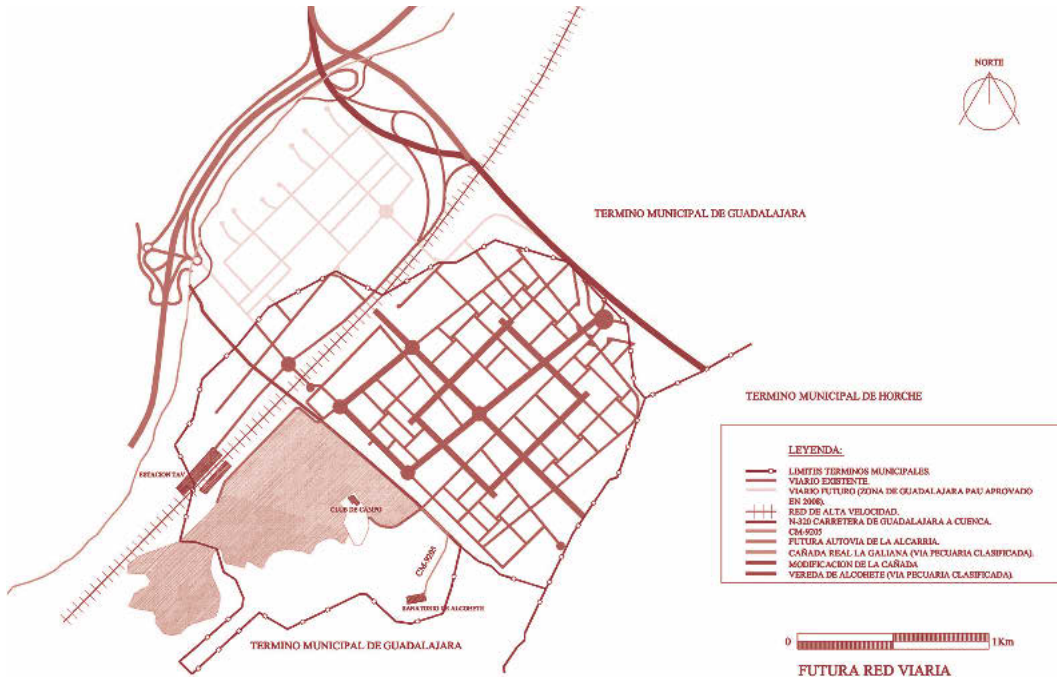 NORTE
TERMINO MUNICIPAL DE GUADALAJARA
TERMINO MUNICIPAL DE HORCHE
ESTACION TAV
CLUB DE CAMPO
CM-9205
SANATORIO DE ALCOHETE
TERMINO MUNICIPAL DE GUADALAJARA
LEYENDA:
LIMITES TERMINOS MUNICIPALES.
VIARIO EXISTENTE.
VIARIO FUTURO (ZONA DE GUADALAJARA PAU APROVADO
EN 2008).
RED DE ALTA VELOCIDAD.
N-320 CARRETERA DE GUADALAJARA A CUENCA.
CM-9205
FUTURA AUTOVIA DE LA ALCARRIA.
CAÑADA REAL LA GALIANA (VIA PECUARIA CLASIFICADA).
MODIFICACION DE LA CAÑADA
VEREDA DE ALCOHETE (VIA PECUARIA CLASIFICADA).
0 1Km
FUTURA RED VIARIA